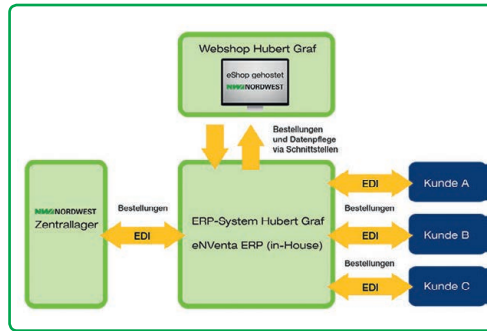 Webshop Hubert Graf
eShop gehostet
NORDWEST
Bestellungen
und Datenpflege
via Schnittstellen
NORDWEST
Zentrallager
Bestellungen
EDI
ERP-System Hubert Graf
eNVenta ERP (in-House)
EDI
Kunde A
Bestellungen
EDI
Kunde B
Bestellungen
EDI
Kunde C